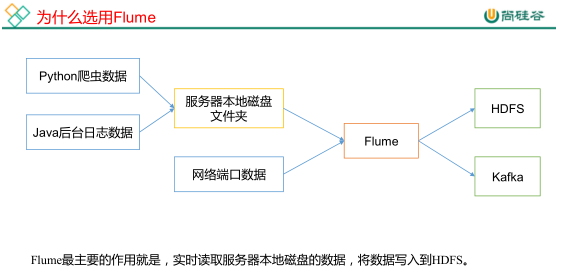 为什么选用Flume
尚硅谷
Python爬虫数据
服务器本地磁盘
文件夹
HDFS
Java后台日志数据
Flume
网络端口数据
Kafka
Flume最主要的作用就是，实时读取服务器本地磁盘的数据，将数据写入到HDFS。